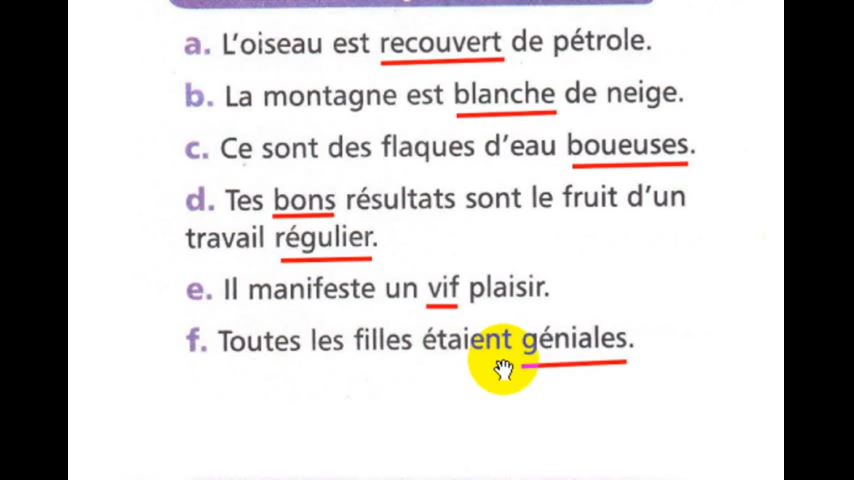 a. L'oiseau est recouvert de pétrole.
b. La montagne est blanche de neige.
c. Ce sont des flaques d'eau boueuses.
d. Tes bons résultats sont le fruit d'un
travail régulier.
e. Il manifeste un vif plaisir.
f. Toutes les filles étaient géniales.